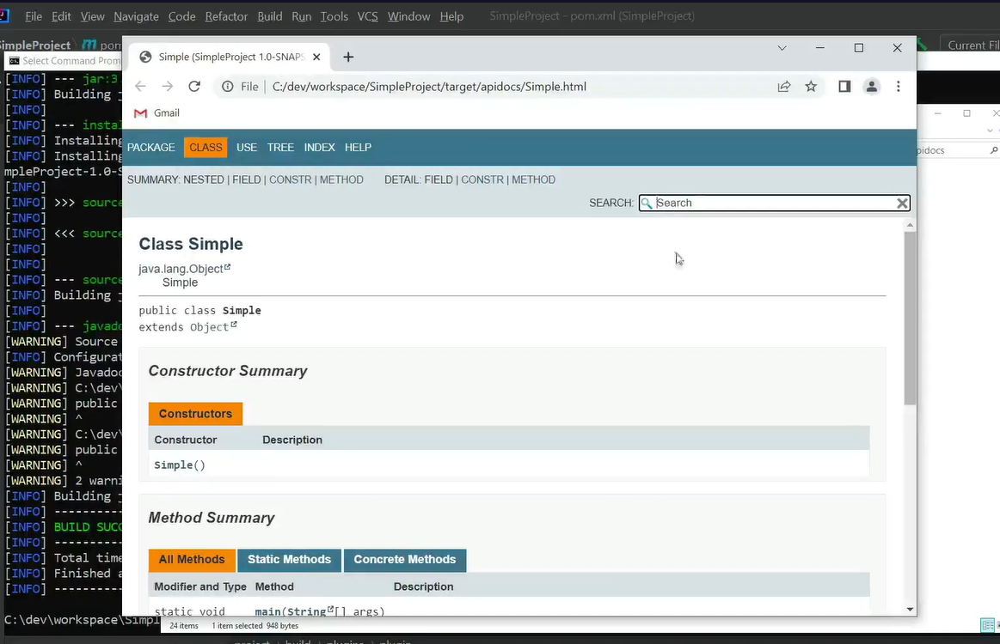 File Edit View Navigate Code Refactor Build Run Tools VCS Window Help SimpleProject - pom.xml (SimpleProject)
SimpleProject pom
Current Fil
Select Command Prom
Simple (SimpleProject 1.0-SNAPS
File C:/dev/workspace/SimpleProject/target/apidocs/Simple.html
Gmail
PACKAGE CLASS USE TREE INDEX HELP
SUMMARY: NESTED | FIELD | CONSTR | METHOD DETAIL: FIELD | CONSTR | METHOD
SEARCH: Search
Class Simple
java.lang.Object
Simple
public class Simple
extends Object
Constructor Summary
Constructors
Constructor Description
Simple()
Method Summary
All Methods Static Methods Concrete Methods
Modifier and Type Method Description
static void main(String[] args)
[INFO] --- jar:3
[INFO] Building
[INFO]
[INFO] --- instal
[INFO] Installing
[INFO] Installing
mpleProject-1.0-S
[INFO]
[INFO] >>> source
[INFO]
[INFO] <<< source
[INFO]
[INFO]
[INFO] --- source
[INFO] Building
[INFO]
[INFO] --- javado
[WARNING] Source
[INFO] Configurat
[WARNING] Javadoc
[WARNING] C:\dev\
[WARNING] public
[WARNING] ^
[WARNING] C:\dev\
[WARNING] public
[WARNING] ^
[WARNING] 2 warni
[INFO] Building
[INFO] ---------
[INFO] BUILD SUCC
[INFO] ---------
[INFO] Total time
[INFO] Finished a
[INFO] ---------
C:\dev\workspace\Simpl
pidocs
24 items 1 item selected 948 bytes
project build plugins plugin